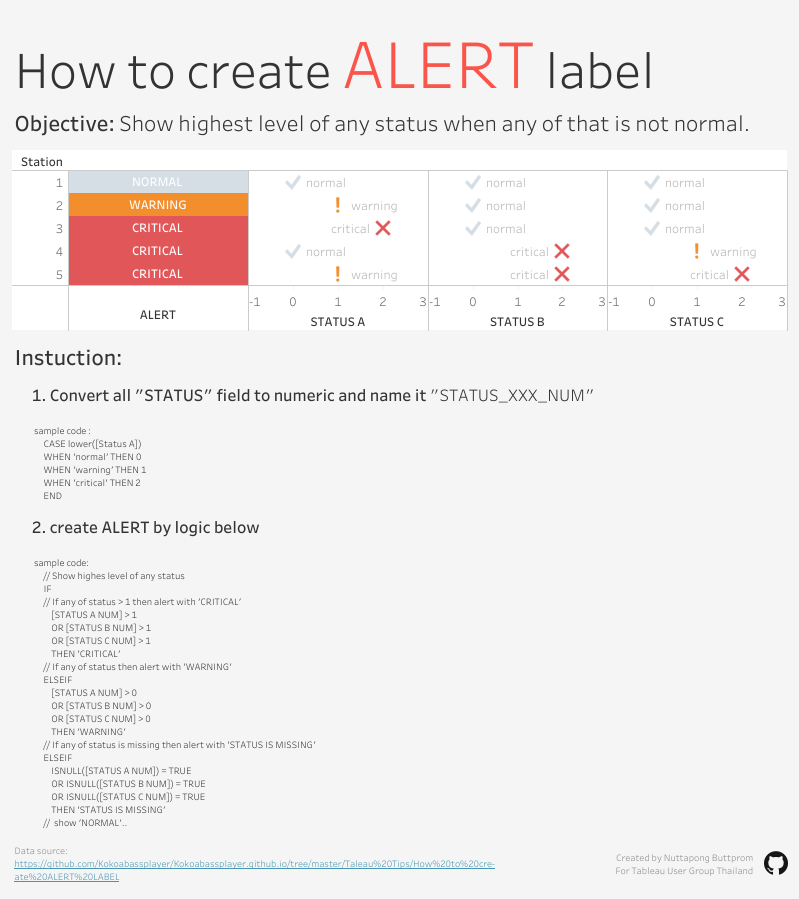 How to create ALERT label
Objective: Show highest level of any status when any of that is not normal.
Station
1 NORMAL normal normal normal
2 WARNING warning normal normal
3 CRITICAL critical normal normal
4 CRITICAL normal critical warning
5 CRITICAL warning critical critical
-1 0 1 2 3 -1 0 1 2 3 -1 0 1 2 3
ALERT STATUS A STATUS B STATUS C
Instuction:
1. Convert all "STATUS" field to numeric and name it "STATUS_XXX_NUM"
sample code :
CASE lower([Status A])
WHEN 'normal' THEN 0
WHEN 'warning' THEN 1
WHEN 'critical' THEN 2
END
2. create ALERT by logic below
sample code:
// Show highes level of any status
IF
// If any of status > 1 then alert with 'CRITICAL'
[STATUS A NUM] > 1
OR [STATUS B NUM] > 1
OR [STATUS C NUM] > 1
THEN 'CRITICAL'
// If any of status then alert with 'WARNING'
ELSEIF
[STATUS A NUM] > 0
OR [STATUS B NUM] > 0
OR [STATUS C NUM] > 0
THEN 'WARNING'
// If any of status is missing then alert with 'STATUS IS MISSING'
ELSEIF
ISNULL([STATUS A NUM]) = TRUE
OR ISNULL([STATUS B NUM]) = TRUE
OR ISNULL([STATUS C NUM]) = TRUE
THEN 'STATUS IS MISSING'
// show 'NORMAL'..
Data source:
https://github.com/Kokoabassplayer/Kokoabassplayer.github.io/tree/master/Taleau%20Tips/How%20to%20cre-
ate%20ALERT%20LABEL
Created by Nuttapong Buttprom
For Tableau User Group Thailand